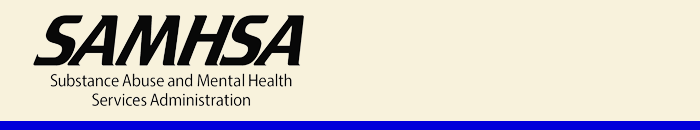 SAMHSA
Substance Abuse and Mental Health
Services Administration